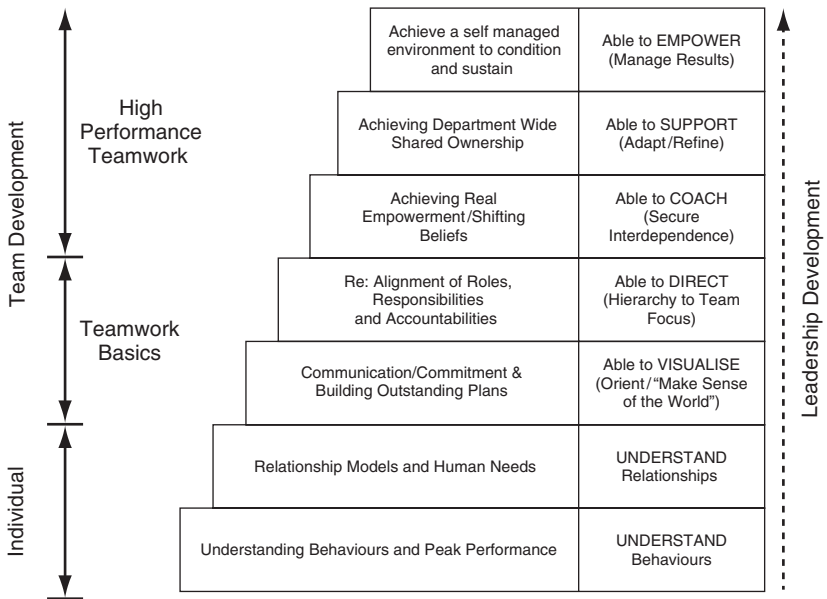 Achieve a self managed
environment to condition
and sustain
Able to EMPOWER
(Manage Results)
High
Performance
Teamwork
Achieving Department Wide
Shared Ownership
Able to SUPPORT
(Adapt/Refine)
Achieving Real
Empowerment/Shifting
Beliefs
Able to COACH
(Secure
Interdependence)
Team Development
Re: Alignment of Roles,
Responsibilities
and Accountabilities
Able to DIRECT
(Hierarchy to Team
Focus)
Teamwork
Basics
Communication/Commitment &
Building Outstanding Plans
Able to VISUALISE
(Orient/“Make Sense
of the World”)
Leadership Development
Individual
Relationship Models and Human Needs
UNDERSTAND
Relationships
Understanding Behaviours and Peak Performance
UNDERSTAND
Behaviours